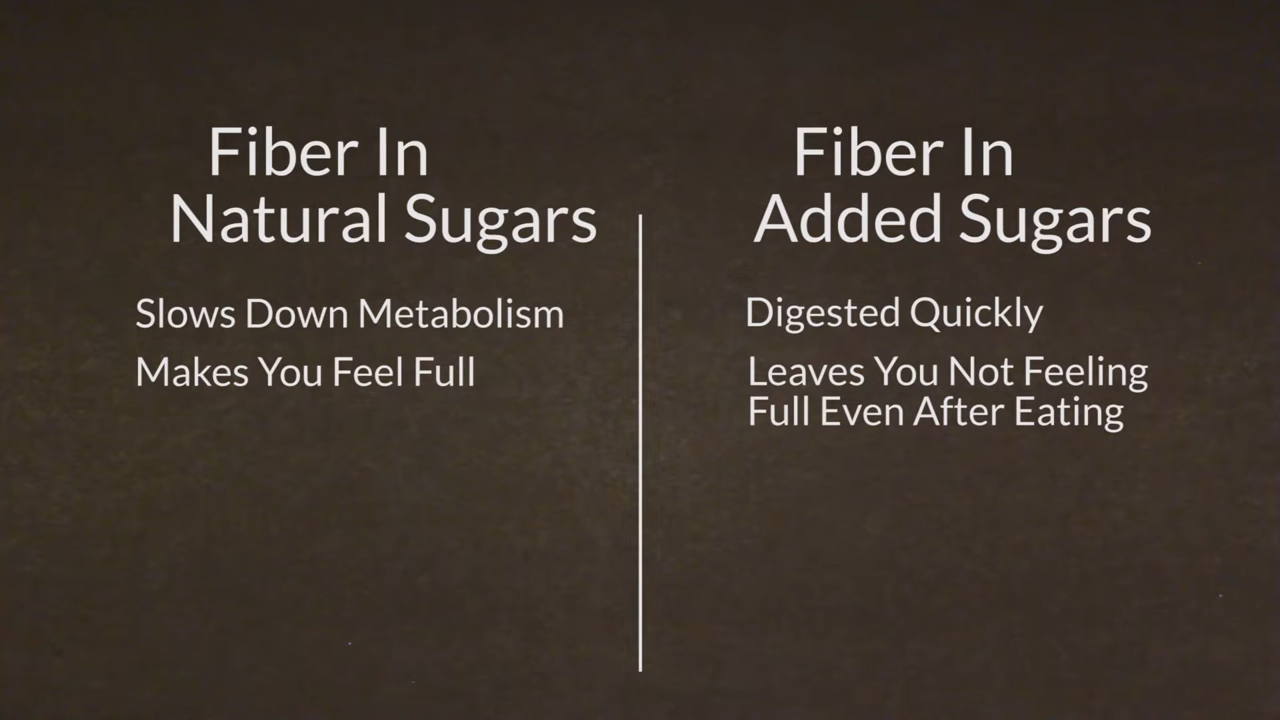 Fiber In
Natural Sugars
Slows Down Metabolism
Makes You Feel Full
Fiber In
Added Sugars
Digested Quickly
Leaves You Not Feeling
Full Even After Eating